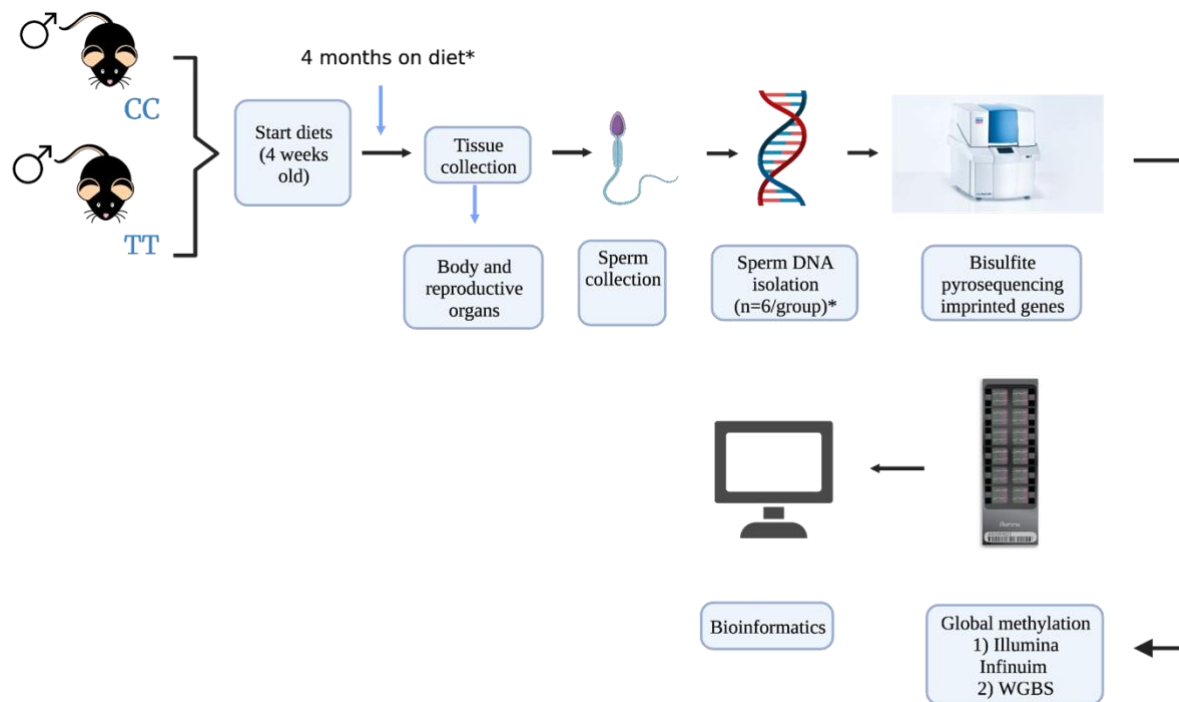 CC
TT
4 months on diet*
Start diets
(4 weeks
old)
Tissue
collection
Body and
reproductive
organs
Sperm
collection
Sperm DNA
isolation
(n=6/group)*
Bisulfite
pyrosequencing
imprinted genes
Bioinformatics
Global methylation
1) Illumina
Infinuim
2) WGBS